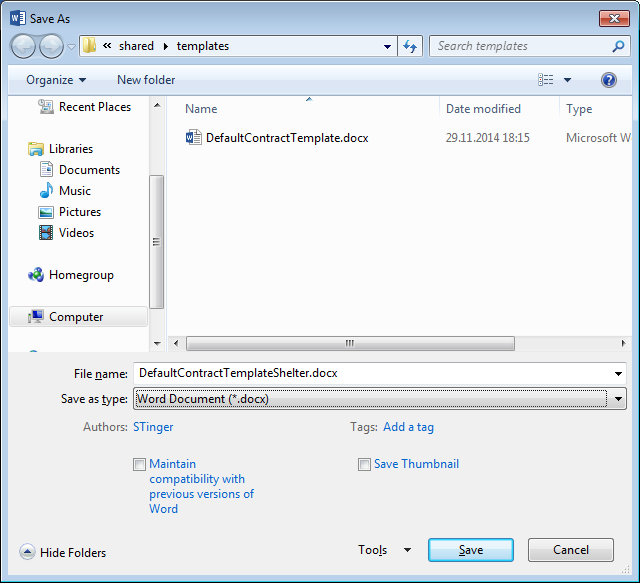 Save As
« shared ▸ templates
Search templates
Organize
New folder
Name
Date modified
Type
Recent Places
DefaultContractTemplate.docx
29.11.2014 18:15
Microsoft W
Libraries
Documents
Music
Pictures
Videos
Homegroup
Computer
File name:
DefaultContractTemplateShelter.docx
Save as type:
Word Document (*.docx)
Authors:
STinger
Tags:
Add a tag
Maintain
compatibility with
previous versions of
Word
Save Thumbnail
Hide Folders
Tools
Save
Cancel